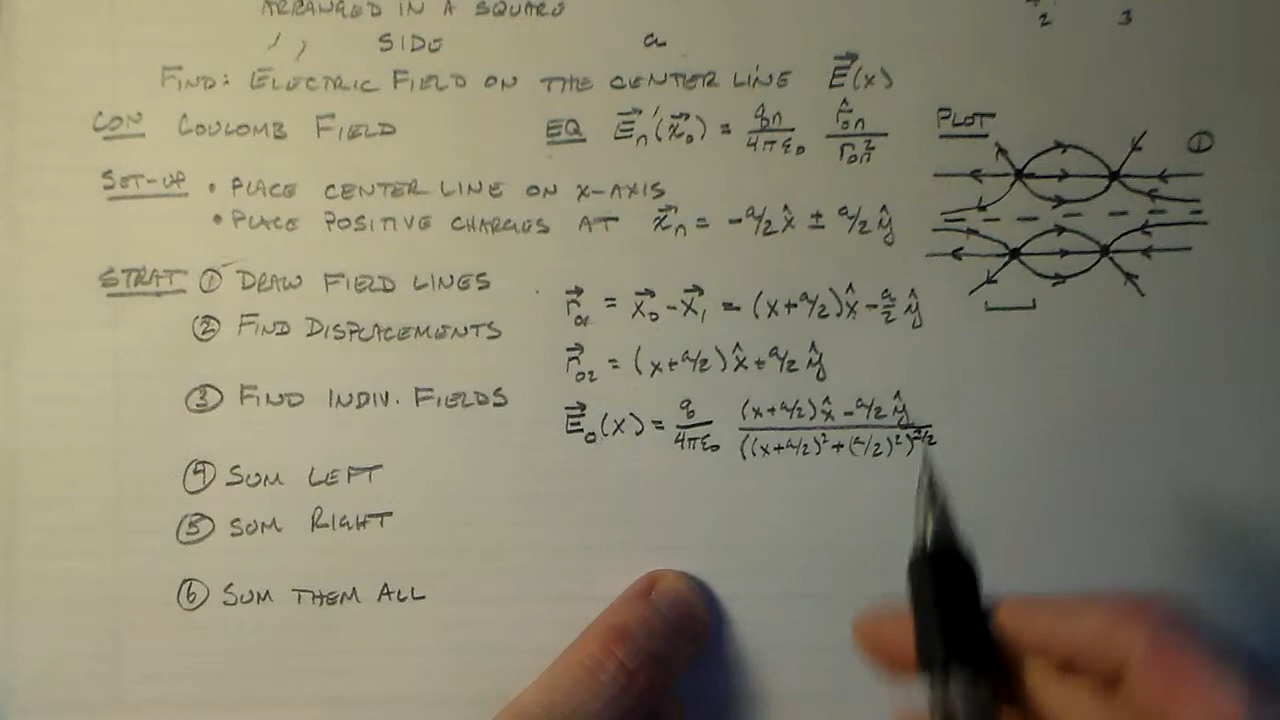 ARRANGED IN A SQUARE
SIDE a
2 3
FIND: ELECTRIC FIELD ON THE CENTER LINE E⃗(x)
CON COULOMB FIELD EQ E⃗ₙ'(x⃗₀) = qₙ/4πε₀ r̂₀ₙ/r₀ₙ²
PLOT ①
SET-UP • PLACE CENTER LINE ON X-AXIS
• PLACE POSITIVE CHARGES AT x⃗ₙ = -a/2 x̂ ± a/2 ŷ
STRAT ① DRAW FIELD LINES
r⃗₀₁ = x⃗₀ - x⃗₁ = (x+a/2)x̂ - a/2 ŷ
② FIND DISPLACEMENTS
r⃗₀₂ = (x+a/2)x̂ + a/2 ŷ
③ FIND INDIV. FIELDS
E⃗₀(x) = q/4πε₀ ((x+a/2)x̂ - a/2 ŷ)/((x+a/2)²+(a/2)²)^3/2
④ SUM LEFT
⑤ SUM RIGHT
⑥ SUM THEM ALL